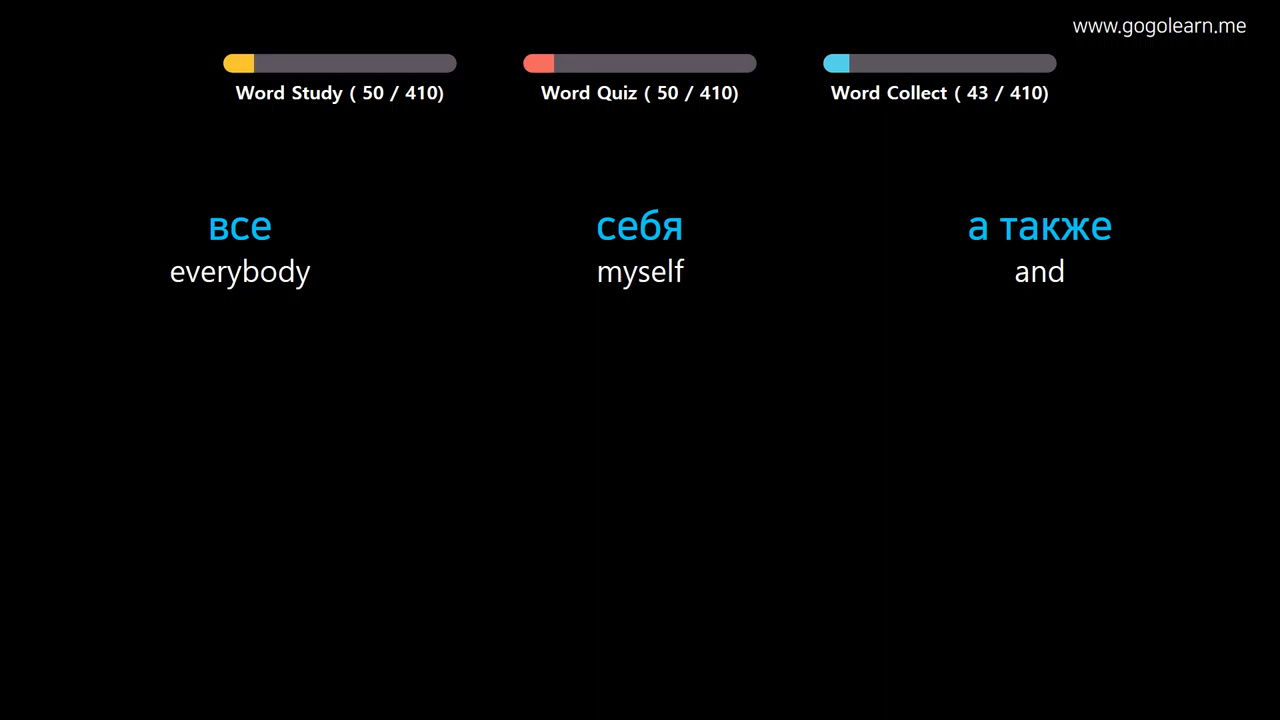 www.gogolearn.me
Word Study ( 50 / 410)
Word Quiz ( 50 / 410)
Word Collect ( 43 / 410)
все
everybody
себя
myself
а также
and